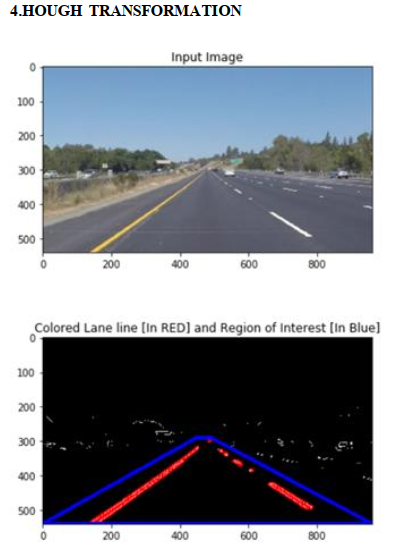 4.HOUGH TRANSFORMATION
Input Image
0
100
200
300
400
500
0 200 400 600 800
Colored Lane line [In RED] and Region of Interest [In Blue]
0
100
200
300
400
500
0 200 400 600 800